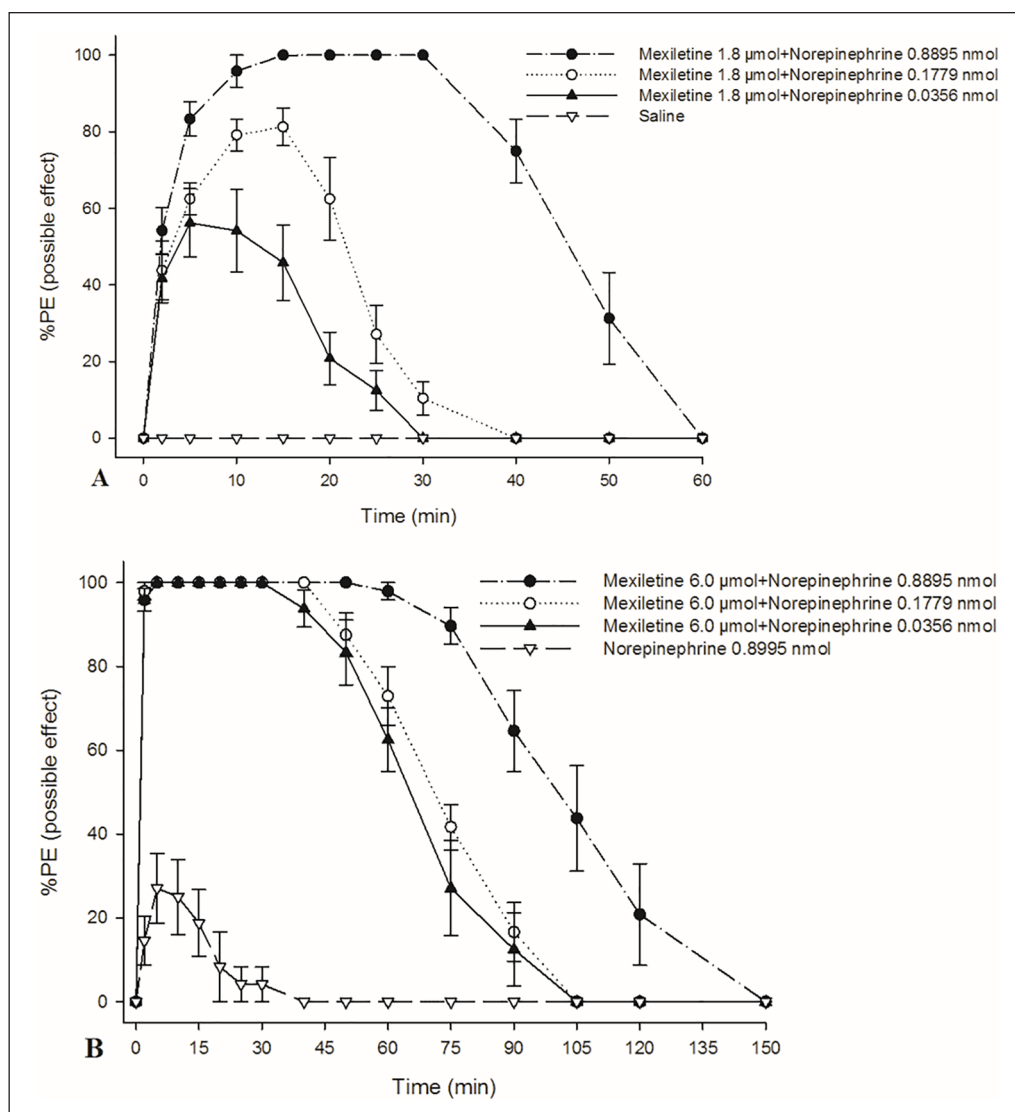 Mexiletine 1.8 µmol+Norepinephrine 0.8895 nmol
Mexiletine 1.8 µmol+Norepinephrine 0.1779 nmol
Mexiletine 1.8 µmol+Norepinephrine 0.0356 nmol
Saline
%PE (possible effect)
100
80
60
40
20
0
0 10 20 30 40 50 60
A
Time (min)
Mexiletine 6.0 µmol+Norepinephrine 0.8895 nmol
Mexiletine 6.0 µmol+Norepinephrine 0.1779 nmol
Mexiletine 6.0 µmol+Norepinephrine 0.0356 nmol
Norepinephrine 0.8995 nmol
%PE (possible effect)
100
80
60
40
20
0
0 15 30 45 60 75 90 105 120 135 150
B
Time (min)